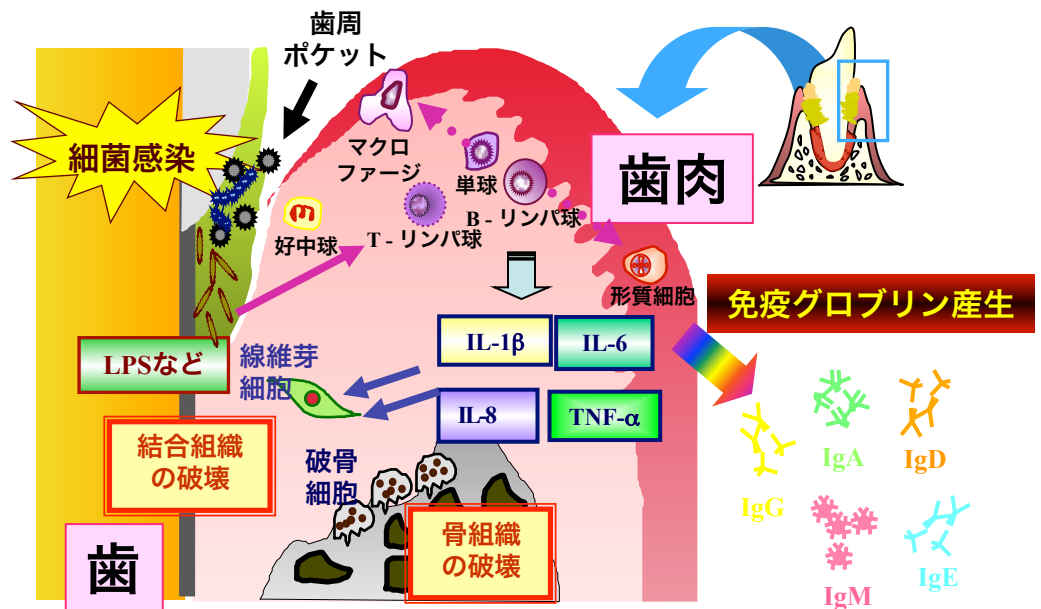 歯周
ポケット
細菌感染
マクロ
ファージ
単球
B - リンパ球
歯肉
好中球
T - リンパ球
形質細胞
免疫グロブリン産生
LPSなど
線維芽
細胞
IL-1β
IL-6
IL-8
TNF-α
結合組織
の破壊
破骨
細胞
骨組織
の破壊
歯
IgG
IgA
IgD
IgM
IgE